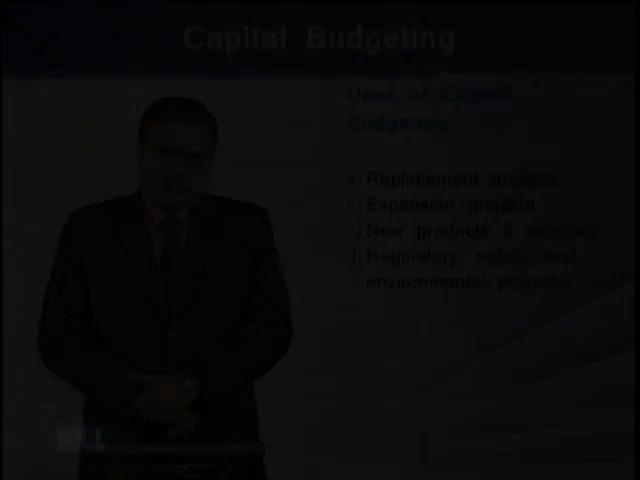 Capital Budgeting
Uses of Capital
Budgeting
a) Replacement projects
b) Expansion projects
c) New products & services
d) Regulatory, safety and
environmental projects